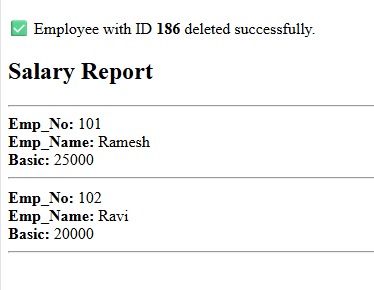 ✅ Employee with ID 186 deleted successfully.
Salary Report
Emp_No: 101
Emp_Name: Ramesh
Basic: 25000
Emp_No: 102
Emp_Name: Ravi
Basic: 20000